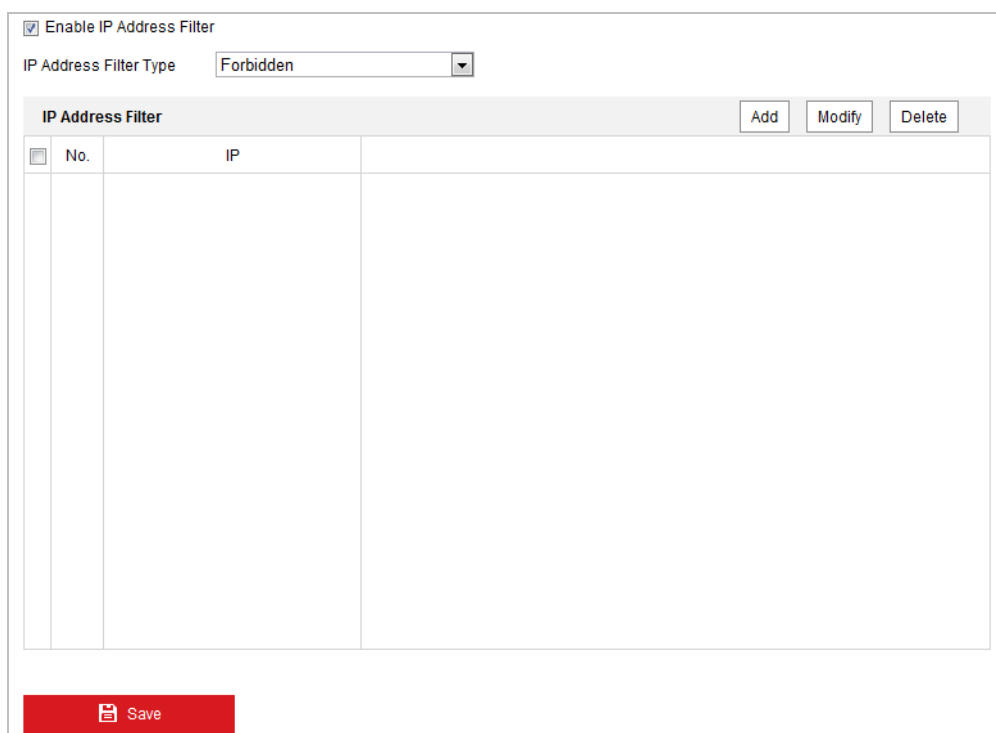 Enable IP Address Filter
IP Address Filter Type Forbidden
IP Address Filter Add Modify Delete
No. IP
Save